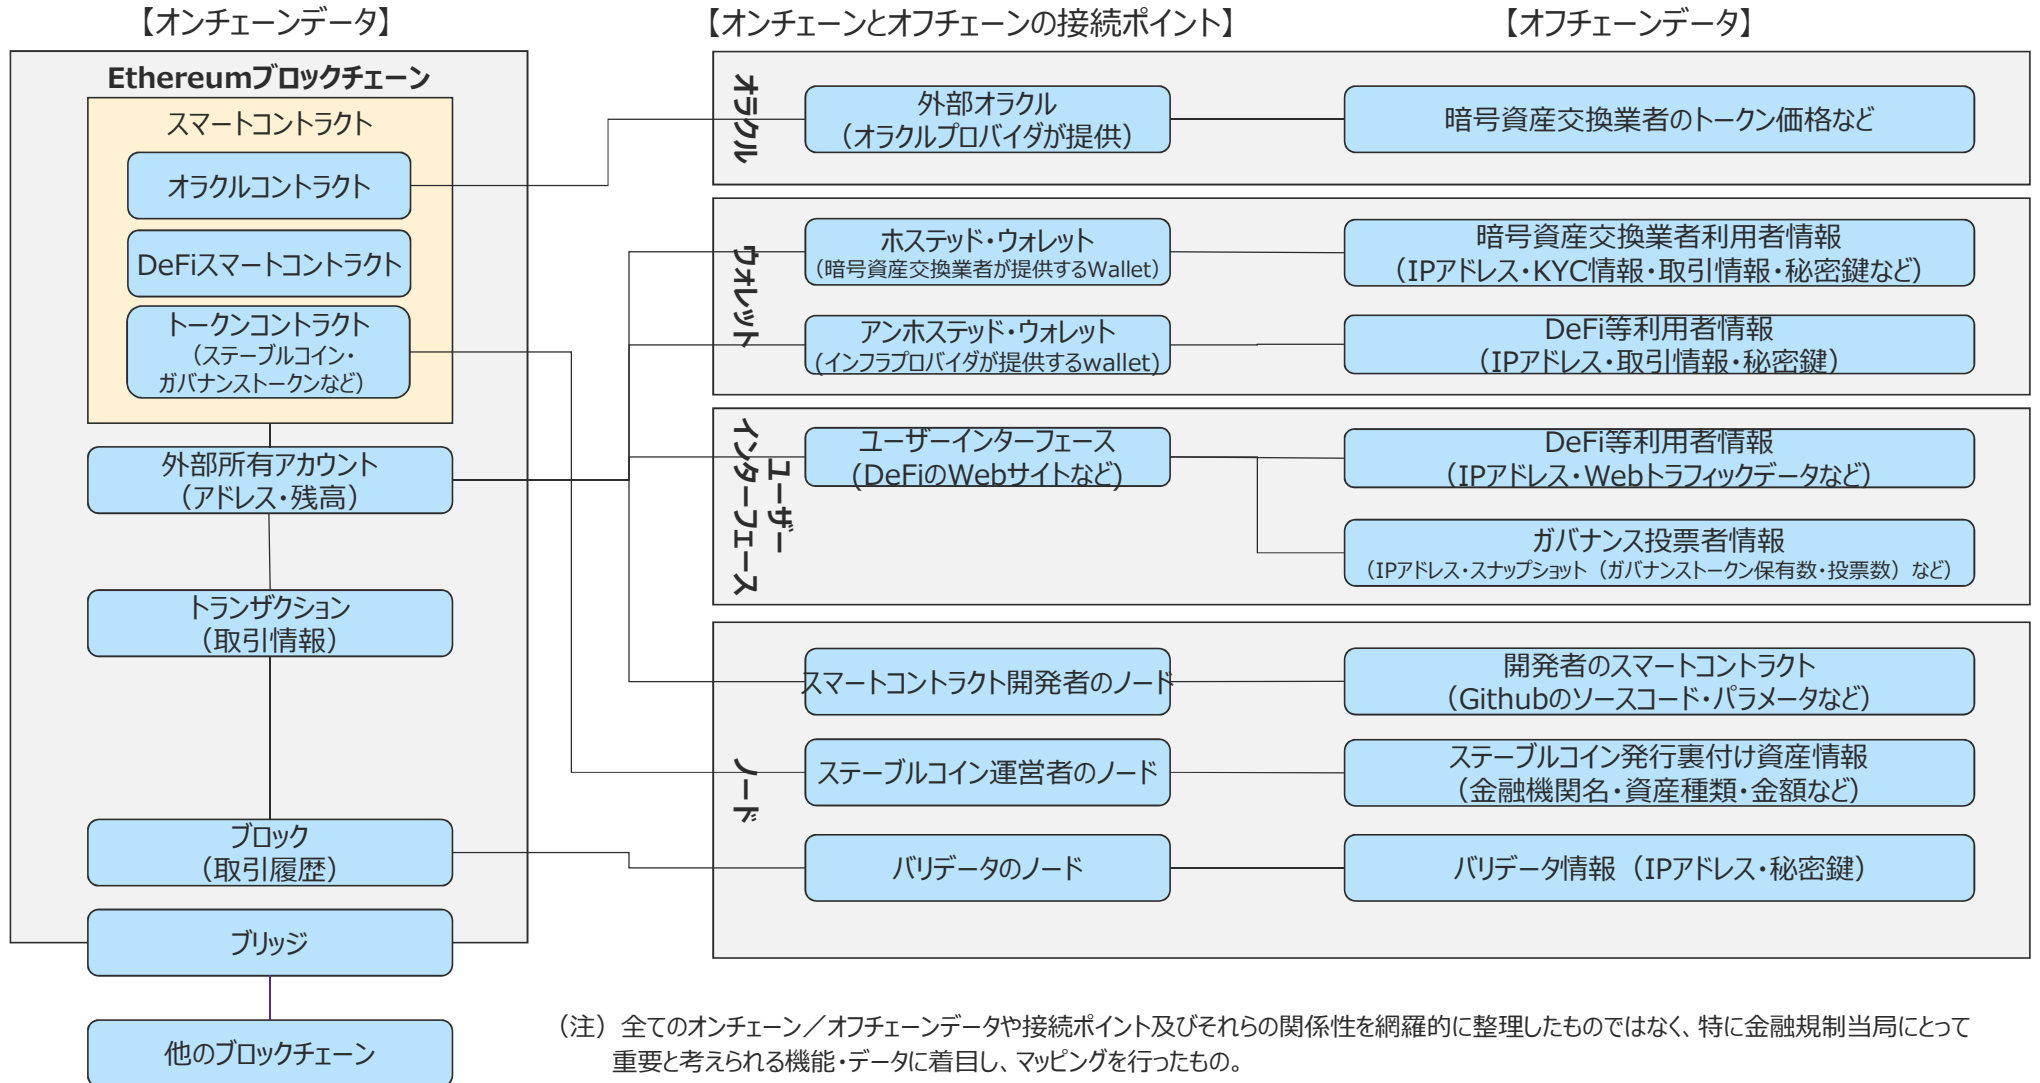 【オンチェーンデータ】
【オンチェーンとオフチェーンの接続ポイント】
【オフチェーンデータ】
Ethereumブロックチェーン
スマートコントラクト
オラクルコントラクト
DeFiスマートコントラクト
トークンコントラクト
（ステーブルコイン・
ガバナンストークンなど）
外部所有アカウント
（アドレス・残高）
トランザクション
（取引情報）
ブロック
（取引履歴）
ブリッジ
他のブロックチェーン
オラクル
外部オラクル
（オラクルプロバイダが提供）
暗号資産交換業者のトークン価格など
ウォレット
ホステッド・ウォレット
（暗号資産交換業者が提供するWallet）
暗号資産交換業者利用者情報
（IPアドレス・KYC情報・取引情報・秘密鍵など）
アンホステッド・ウォレット
（インフラプロバイダが提供するwallet）
DeFi等利用者情報
（IPアドレス・取引情報・秘密鍵）
ユーザー
インターフェース
ユーザーインターフェース
（DeFiのWebサイトなど）
DeFi等利用者情報
（IPアドレス・Webトラフィックデータなど）
ガバナンス投票者情報
（IPアドレス・スナップショット（ガバナンストークン保有数・投票数）など）
ノード
スマートコントラクト開発者のノード
開発者のスマートコントラクト
（Githubのソースコード・パラメータなど）
ステーブルコイン運営者のノード
ステーブルコイン発行裏付け資産情報
（金融機関名・資産種類・金額など）
バリデータのノード
バリデータ情報（IPアドレス・秘密鍵）
（注）全てのオンチェーン／オフチェーンデータや接続ポイント及びそれらの関係性を網羅的に整理したものではなく、特に金融規制当局にとって
重要と考えられる機能・データに着目し、マッピングを行ったもの。